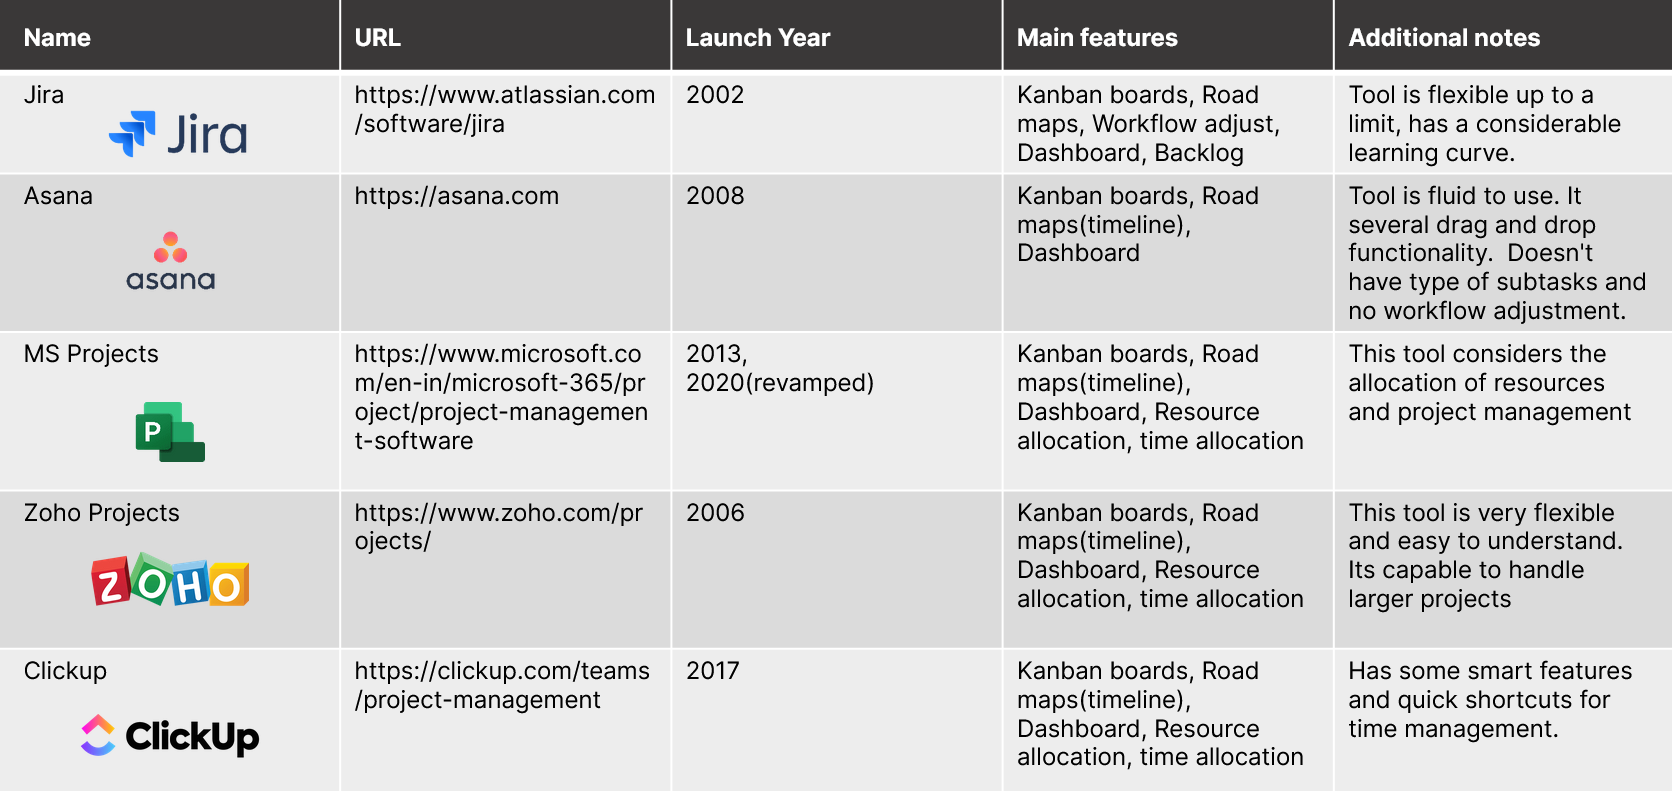 Name
URL
Launch Year
Main features
Additional notes
Jira
Jira
https://www.atlassian.com
/software/jira
2002
Kanban boards, Road
maps, Workflow adjust,
Dashboard, Backlog
Tool is flexible up to a
limit, has a considerable
learning curve.
Asana
asana
https://asana.com
2008
Kanban boards, Road
maps(timeline),
Dashboard
Tool is fluid to use. It
several drag and drop
functionality.  Doesn't
have type of subtasks and
no workflow adjustment.
MS Projects
P
https://www.microsoft.co
m/en-in/microsoft-365/pr
oject/project-managemen
t-software
2013,
2020(revamped)
Kanban boards, Road
maps(timeline),
Dashboard, Resource
allocation, time allocation
This tool considers the
allocation of resources
and project management
Zoho Projects
ZOHO
https://www.zoho.com/pr
ojects/
2006
Kanban boards, Road
maps(timeline),
Dashboard, Resource
allocation, time allocation
This tool is very flexible
and easy to understand.
Its capable to handle
larger projects
Clickup
ClickUp
https://clickup.com/teams
/project-management
2017
Kanban boards, Road
maps(timeline),
Dashboard, Resource
allocation, time allocation
Has some smart features
and quick shortcuts for
time management.